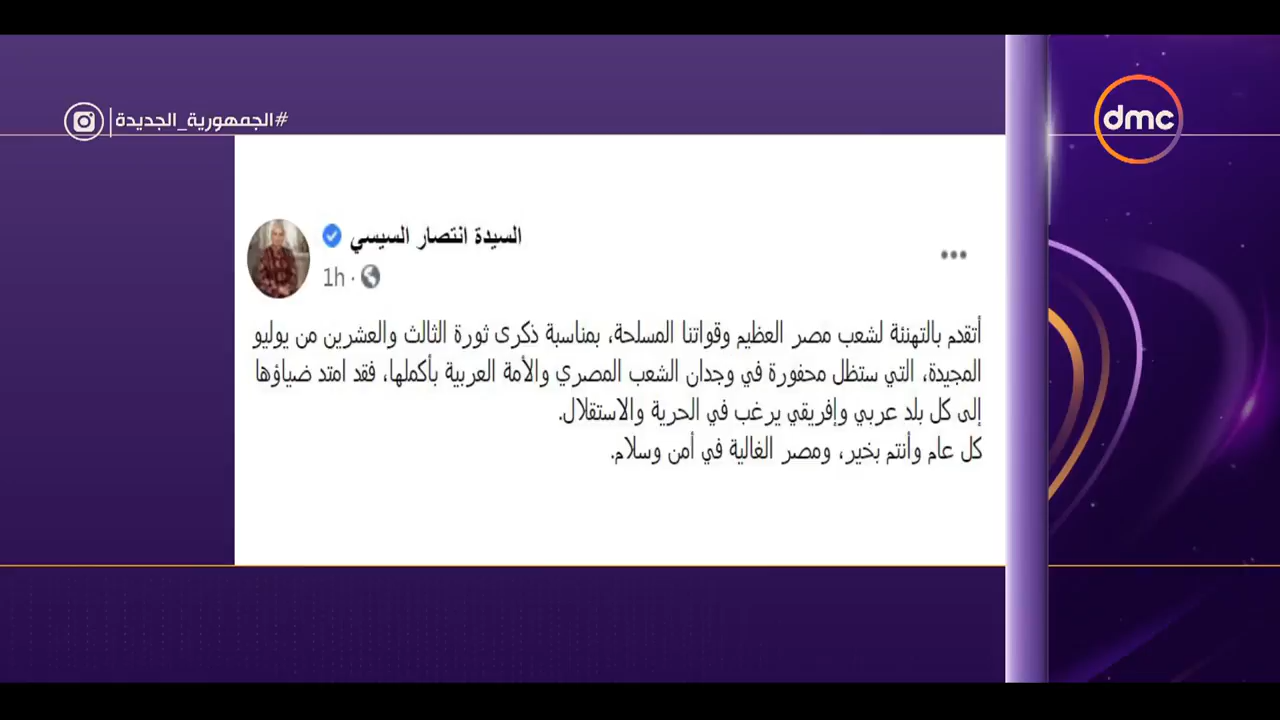 #الجمهورية_الجديدة
dmc
السيدة انتصار السيسي
1h ·
أتقدم بالتهنئة لشعب مصر العظيم وقواتنا المسلحة، بمناسبة ذكرى ثورة الثالث والعشرين من يوليو
المجيدة، التي ستظل محفورة في وجدان الشعب المصري والأمة العربية بأكملها، فقد امتد ضياؤها
إلى كل بلد عربي وإفريقي يرغب في الحرية والاستقلال.
كل عام وأنتم بخير، ومصر الغالية في أمن وسلام.